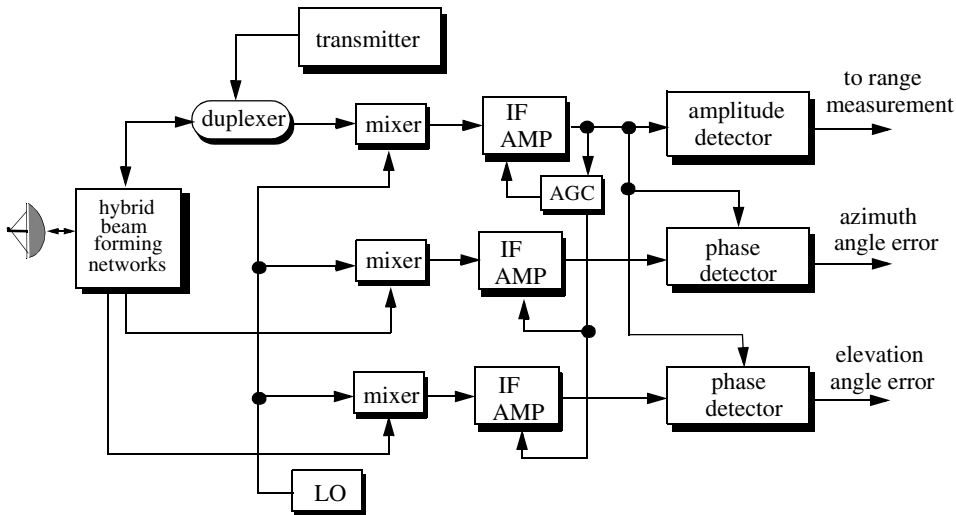 transmitter
to range
measurement
duplexer
mixer
IF
AMP
amplitude
detector
AGC
hybrid
beam
forming
networks
azimuth
angle error
mixer
IF
AMP
phase
detector
elevation
angle error
mixer
IF
AMP
phase
detector
LO